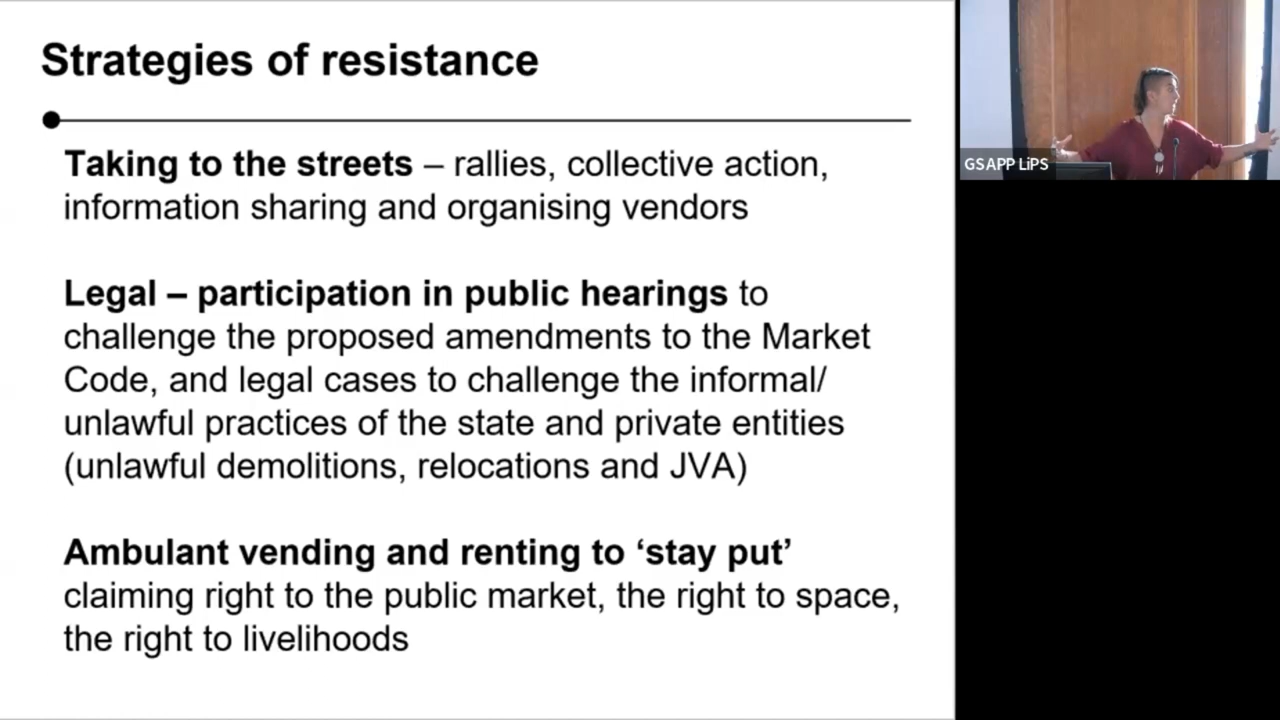 Strategies of resistance
Taking to the streets – rallies, collective action,
information sharing and organising vendors
Legal – participation in public hearings to
challenge the proposed amendments to the Market
Code, and legal cases to challenge the informal/
unlawful practices of the state and private entities
(unlawful demolitions, relocations and JVA)
Ambulant vending and renting to ‘stay put’
claiming right to the public market, the right to space,
the right to livelihoods
GSAPP LiPS